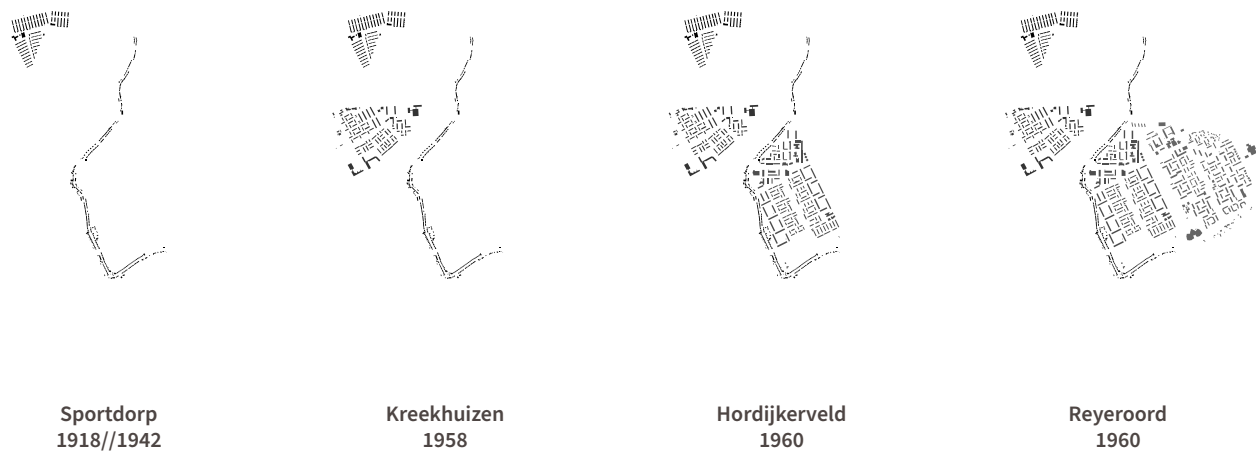 Sportdorp
1918//1942
Kreekhuizen
1958
Hordijkerveld
1960
Reyeroord
1960